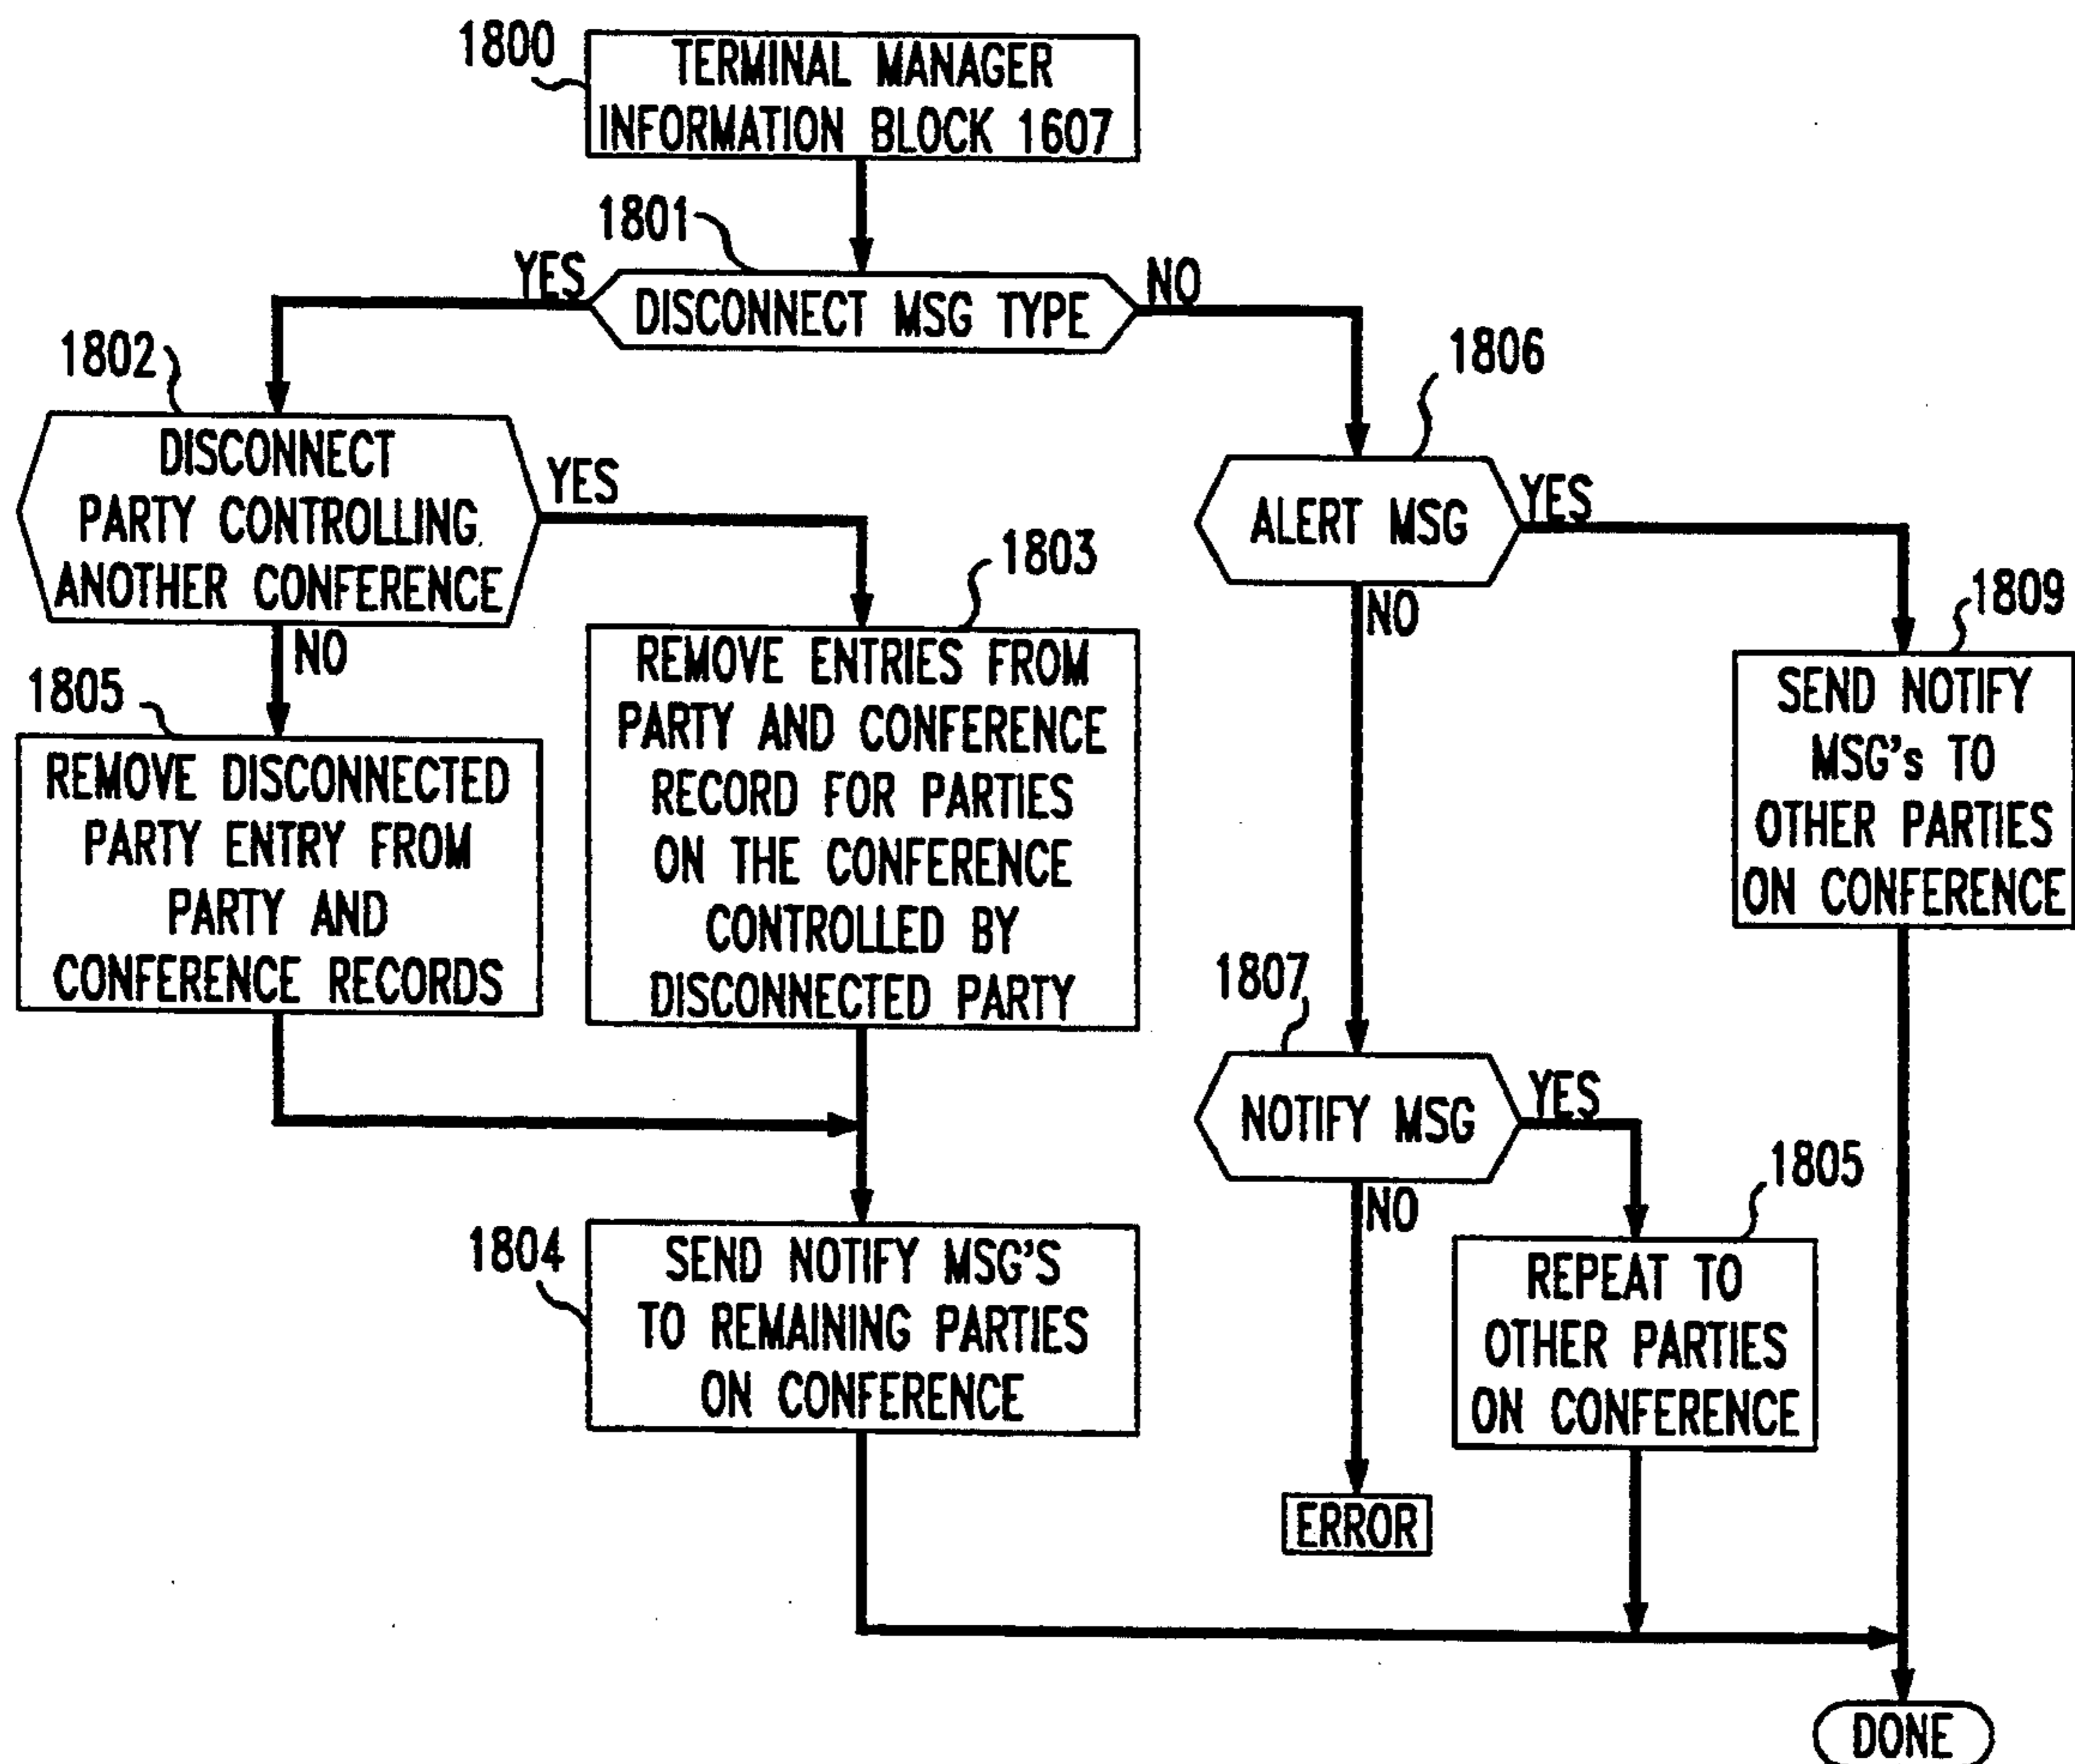 1800
TERMINAL MANAGER
INFORMATION BLOCK 1607
1801
YES
DISCONNECT MSG TYPE
NO
1802
DISCONNECT
PARTY CONTROLLING
ANOTHER CONFERENCE
YES
NO
1803
REMOVE ENTRIES FROM
PARTY AND CONFERENCE
RECORD FOR PARTIES
ON THE CONFERENCE
CONTROLLED BY
DISCONNECTED PARTY
1805
REMOVE DISCONNECTED
PARTY ENTRY FROM
PARTY AND
CONFERENCE RECORDS
1804
SEND NOTIFY MSG'S
TO REMAINING PARTIES
ON CONFERENCE
1806
ALERT MSG
YES
NO
1809
SEND NOTIFY
MSG's TO
OTHER PARTIES
ON CONFERENCE
1807
NOTIFY MSG
YES
NO
1805
REPEAT TO
OTHER PARTIES
ON CONFERENCE
ERROR
DONE